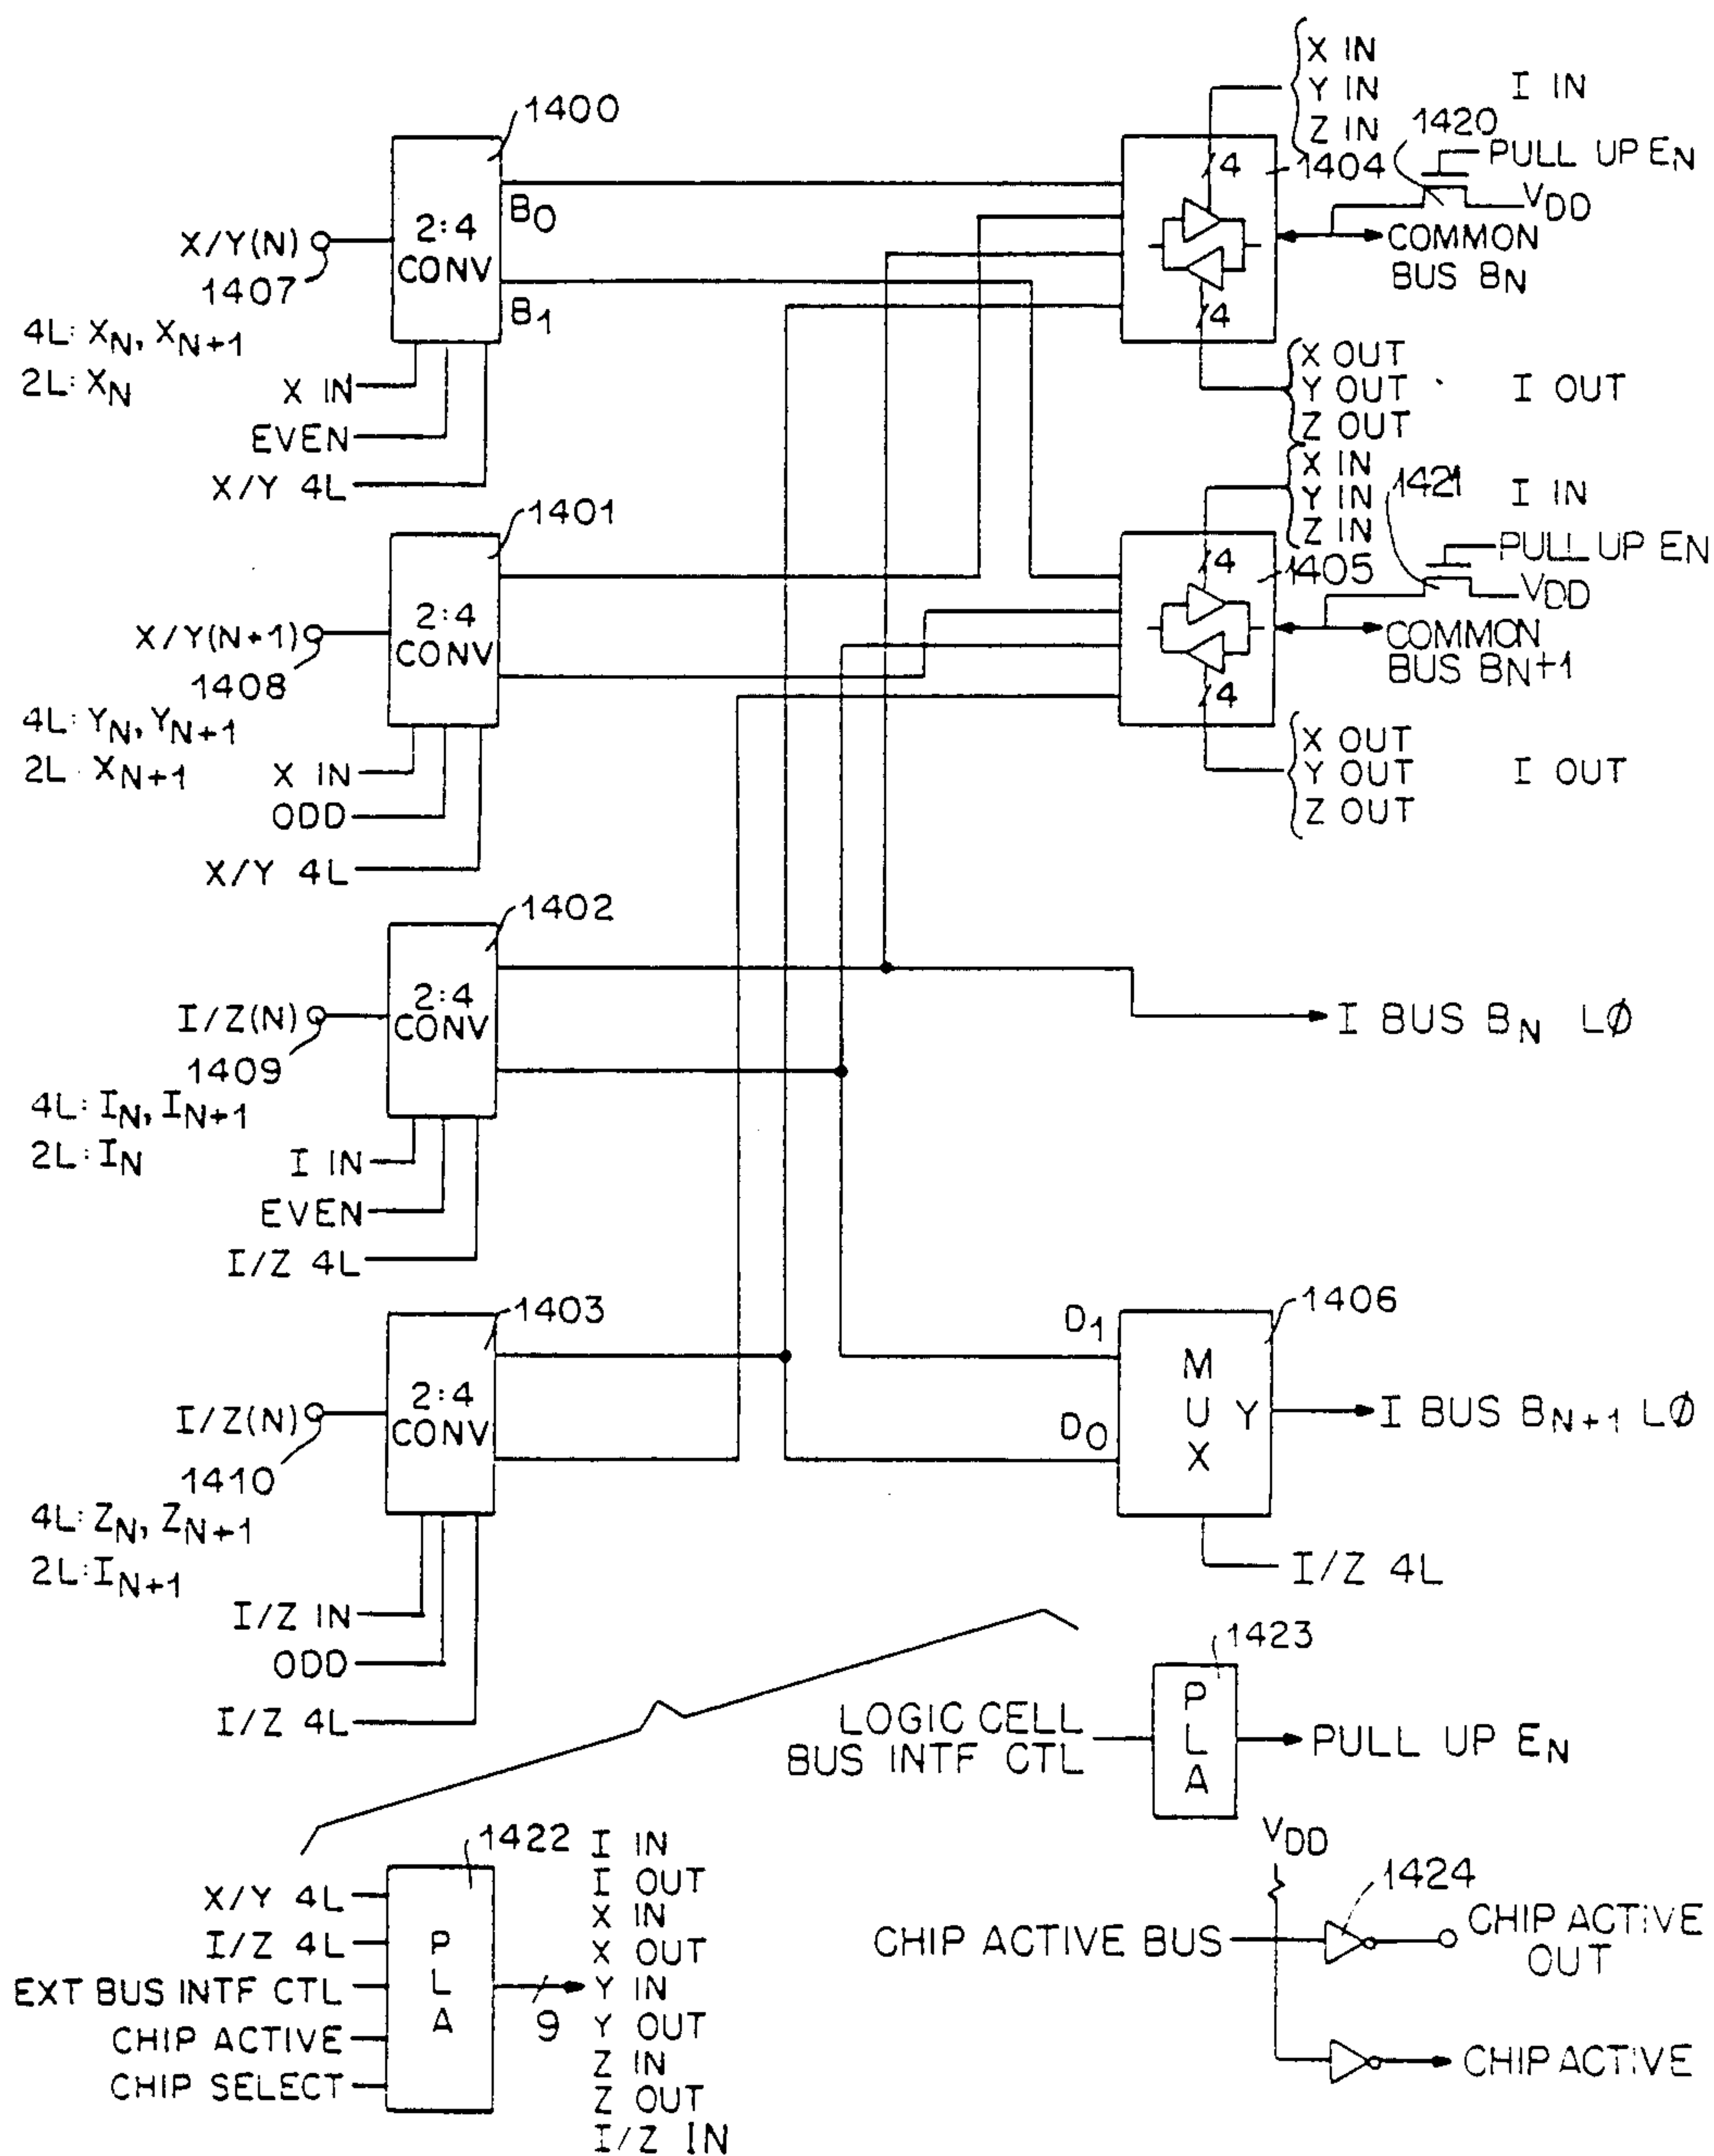 1400
2:4
CONV
B0
B1
X/Y(N)
1407
4L: XN, XN+1
2L: XN
X IN
EVEN
X/Y 4L
X IN
Y IN
Z IN
I IN
1420
PULL UP EN
VDD
4
1404
COMMON
BUS BN
4
X OUT
Y OUT
Z OUT
I OUT
1401
2:4
CONV
X/Y(N+1)
1408
4L: YN, YN+1
2L: XN+1
X IN
ODD
X/Y 4L
X IN
Y IN
Z IN
I IN
1421
PULL UP EN
VDD
4
1405
COMMON
BUS BN+1
4
X OUT
Y OUT
Z OUT
I OUT
1402
2:4
CONV
I/Z(N)
1409
4L: IN, IN+1
2L: IN
I IN
EVEN
I/Z 4L
I BUS BN LØ
1403
2:4
CONV
I/Z(N)
1410
4L: ZN, ZN+1
2L: IN+1
I/Z IN
ODD
I/Z 4L
1406
D1
D0
MUX
Y
I BUS BN+1 LØ
I/Z 4L
1423
LOGIC CELL
BUS INTF CTL
PLA
PULL UP EN
1422
X/Y 4L
I/Z 4L
EXT BUS INTF CTL
CHIP ACTIVE
CHIP SELECT
PLA
9
I IN
I OUT
X IN
X OUT
Y IN
Y OUT
Z IN
Z OUT
I/Z IN
VDD
1424
CHIP ACTIVE BUS
CHIP ACTIVE
OUT
CHIP ACTIVE